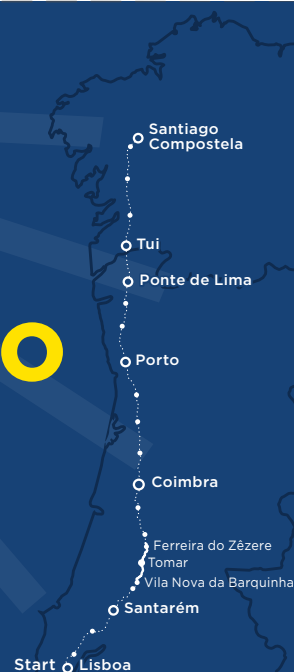 Santiago
Compostela
Tui
Ponte de Lima
Porto
Coimbra
Ferreira do Zêzere
Tomar
Vila Nova da Barquinha
Santarém
Start Lisboa